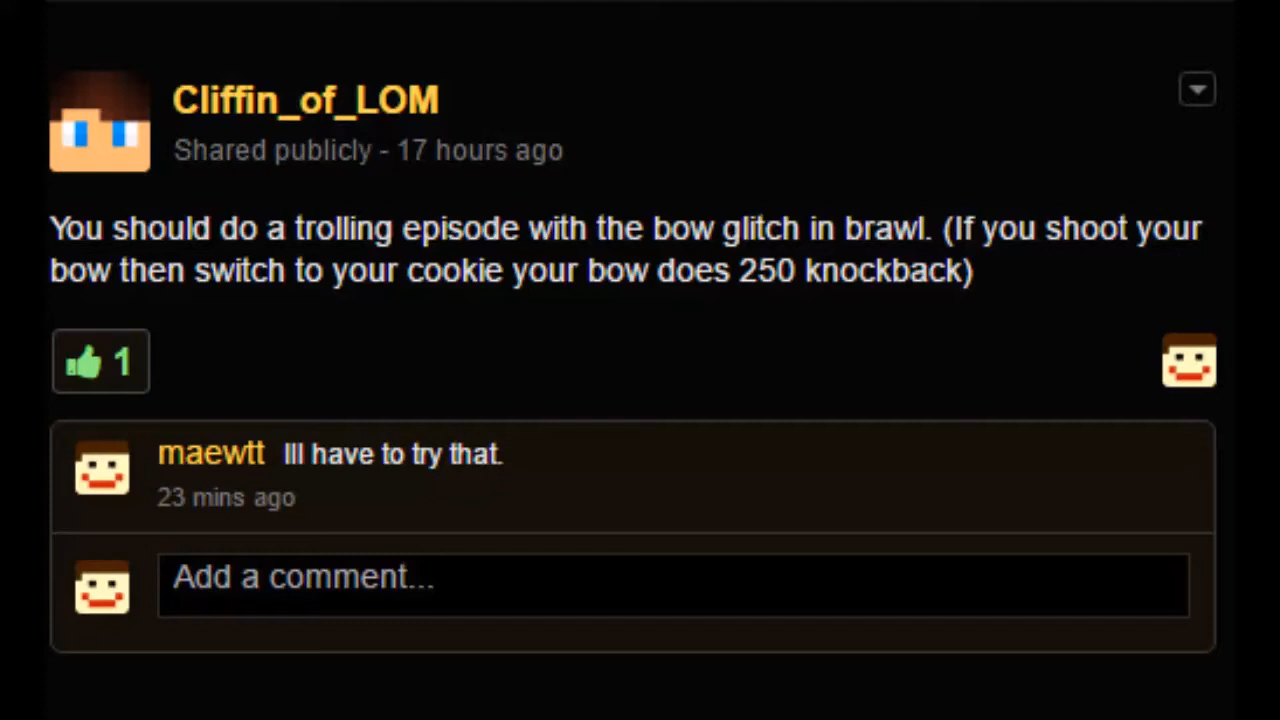 Cliffin_of_LOM
Shared publicly - 17 hours ago
You should do a trolling episode with the bow glitch in brawl. (If you shoot your
bow then switch to your cookie your bow does 250 knockback)
1
maewtt Ill have to try that.
23 mins ago
Add a comment...